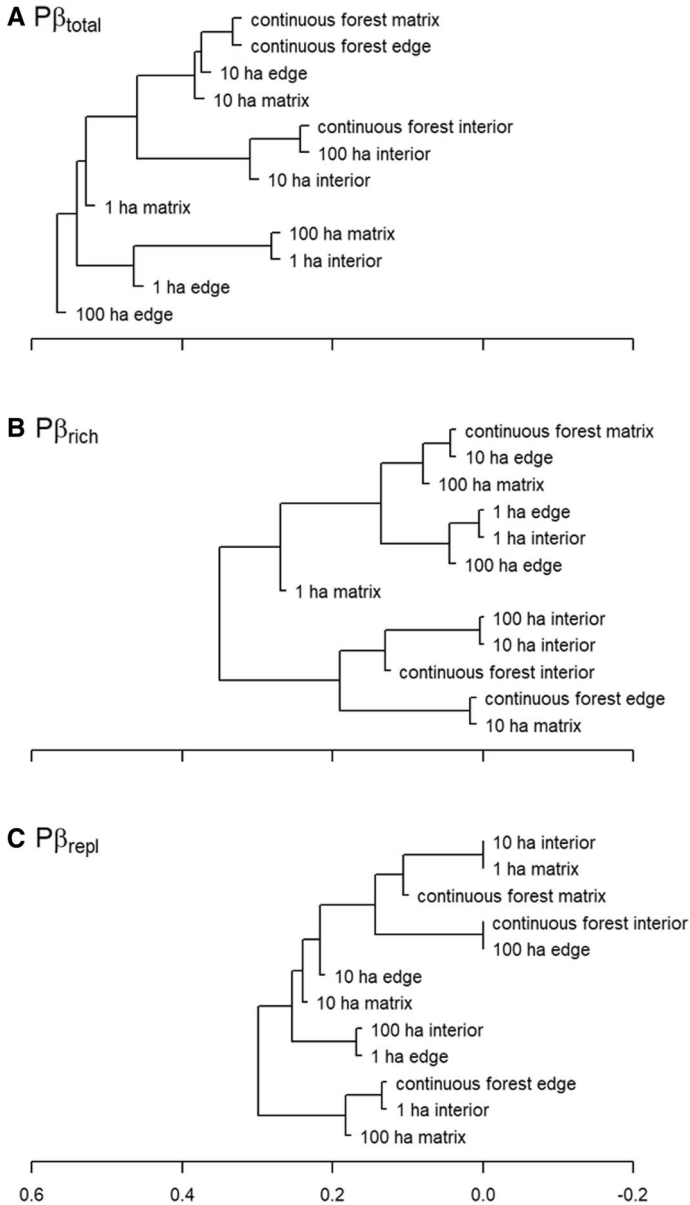 A Pβtotal
continuous forest matrix
continuous forest edge
10 ha edge
10 ha matrix
continuous forest interior
100 ha interior
10 ha interior
1 ha matrix
100 ha matrix
1 ha interior
1 ha edge
100 ha edge
B Pβrich
continuous forest matrix
10 ha edge
100 ha matrix
1 ha edge
1 ha interior
100 ha edge
1 ha matrix
100 ha interior
10 ha interior
continuous forest interior
continuous forest edge
10 ha matrix
C Pβrepl
10 ha interior
1 ha matrix
continuous forest matrix
continuous forest interior
100 ha edge
10 ha edge
10 ha matrix
100 ha interior
1 ha edge
continuous forest edge
1 ha interior
100 ha matrix
0.6 0.4 0.2 0.0 -0.2